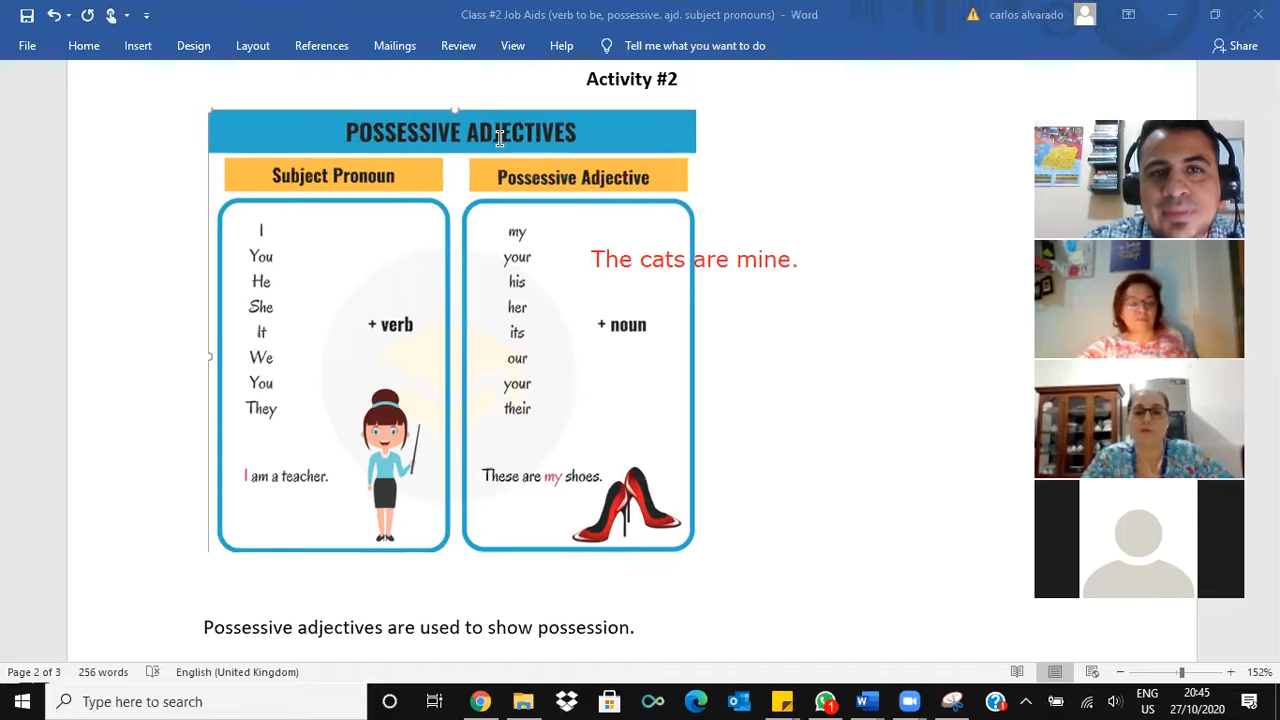 Class #2 Job Aids (verb to be, possessive. ajd. subject pronouns) - Word
carlos alvarado
File Home Insert Design Layout References Mailings Review View Help Tell me what you want to do Share
Activity #2
POSSESSIVE ADJECTIVES
Subject Pronoun
I
You
He
She
It
We
You
They
+ verb
I am a teacher.
Possessive Adjective
my
your
his
her
its
our
your
their
+ noun
These are my shoes.
The cats are mine.
Possessive adjectives are used to show possession.
Page 2 of 3 256 words English (United Kingdom) 152%
Type here to search
1
ENG
US
20:45
27/10/2020